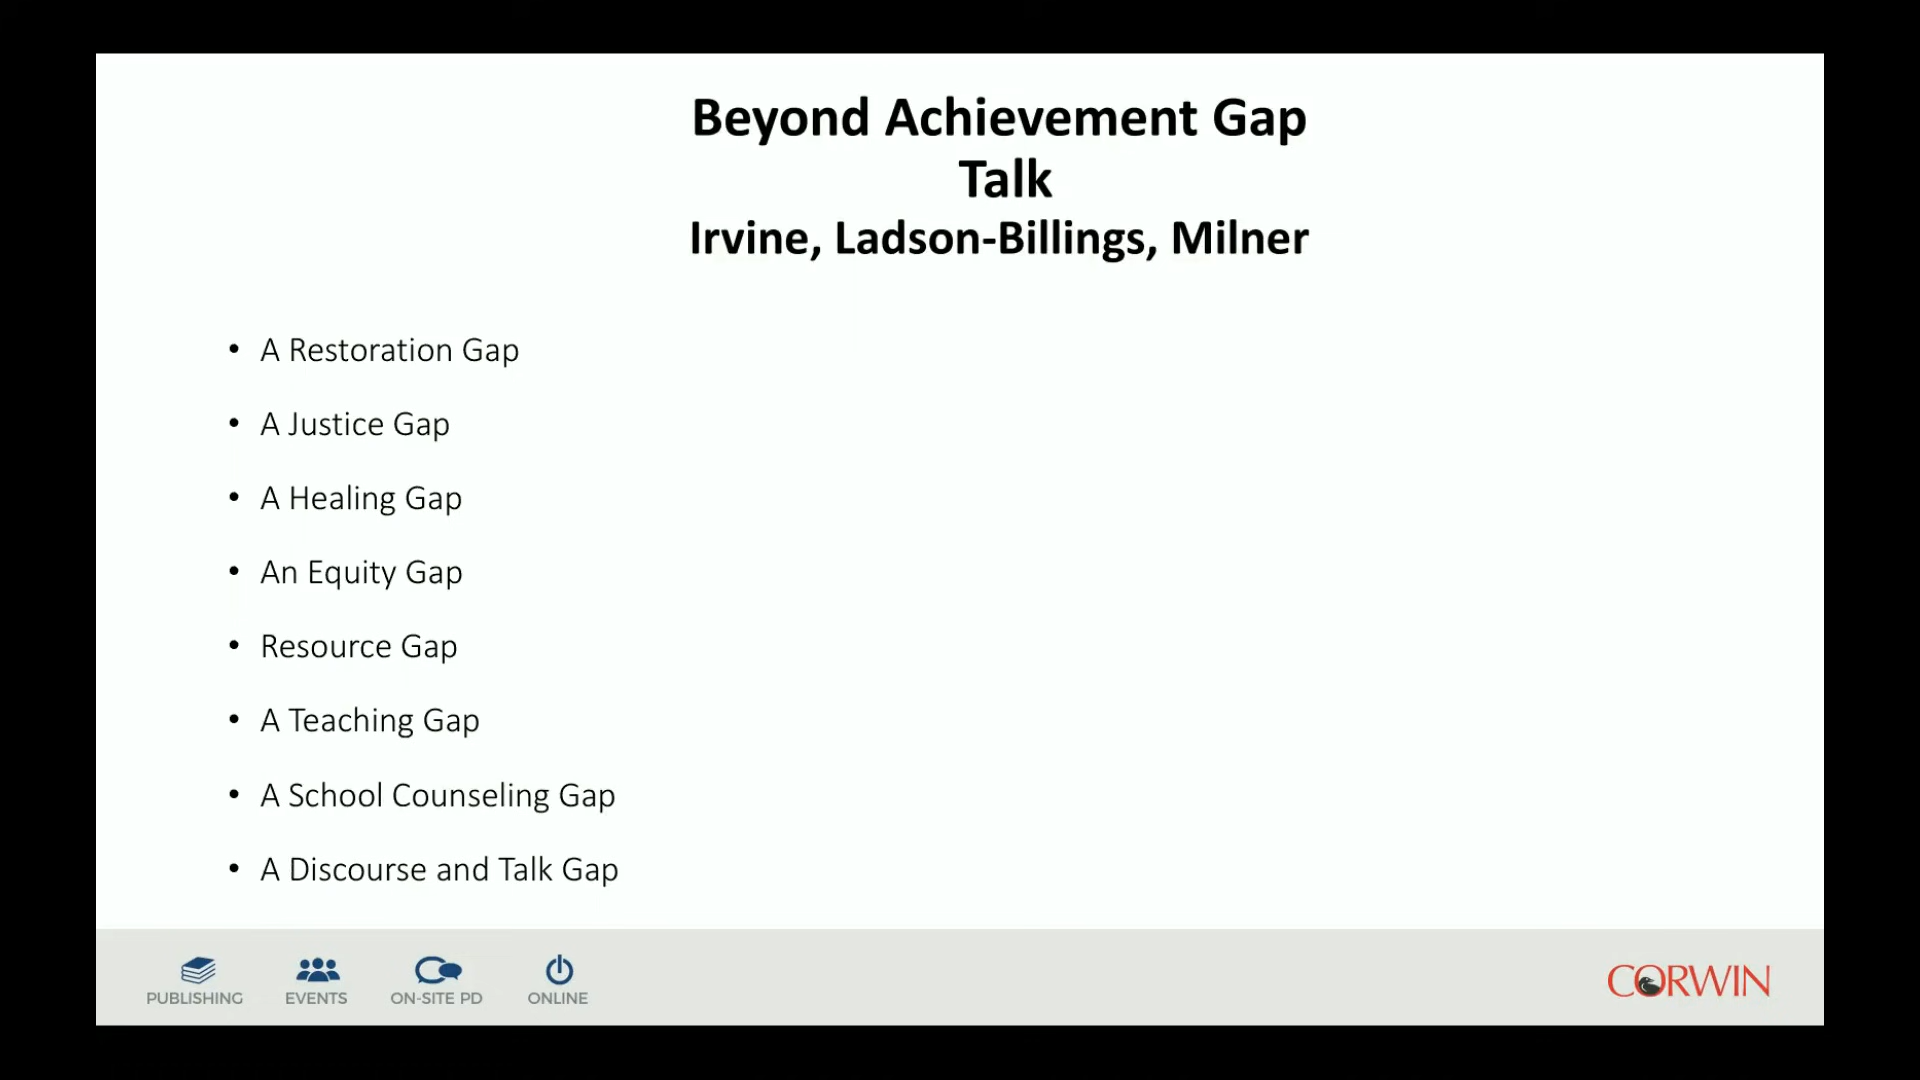 Beyond Achievement Gap
Talk
Irvine, Ladson-Billings, Milner
• A Restoration Gap
• A Justice Gap
• A Healing Gap
• An Equity Gap
• Resource Gap
• A Teaching Gap
• A School Counseling Gap
• A Discourse and Talk Gap
PUBLISHING EVENTS ON-SITE PD ONLINE
CORWIN